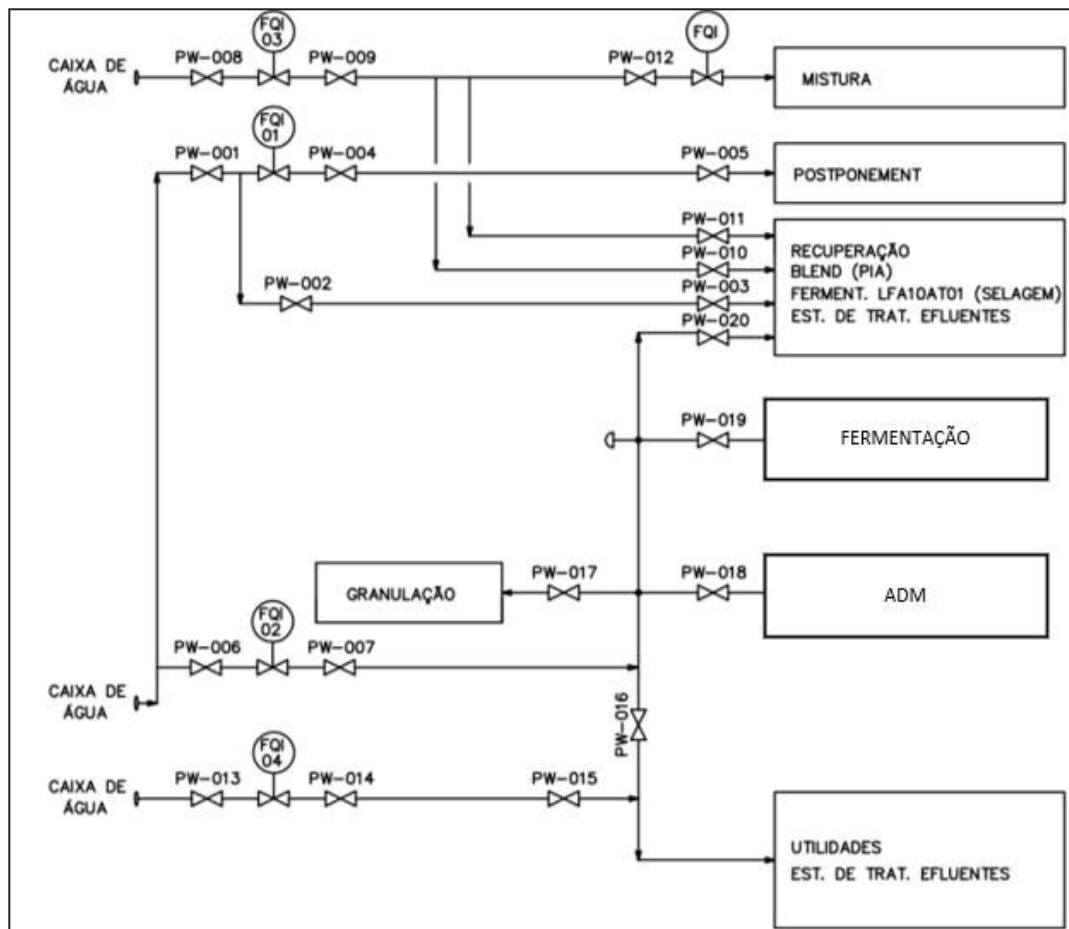 CAIXA DE
ÁGUA
PW-008
FQI
03
PW-009
PW-012
FQI
MISTURA
PW-001
FQI
01
PW-004
PW-005
POSTPONEMENT
PW-011
PW-010
PW-002
PW-003
PW-020
RECUPERAÇÃO
BLEND (PIA)
FERMENT. LFA10AT01 (SELAGEM)
EST. DE TRAT. EFLUENTES
PW-019
FERMENTAÇÃO
GRANULAÇÃO
PW-017
PW-018
ADM
CAIXA DE
ÁGUA
PW-006
FQI
02
PW-007
PW-016
CAIXA DE
ÁGUA
PW-013
FQI
04
PW-014
PW-015
UTILIDADES
EST. DE TRAT. EFLUENTES